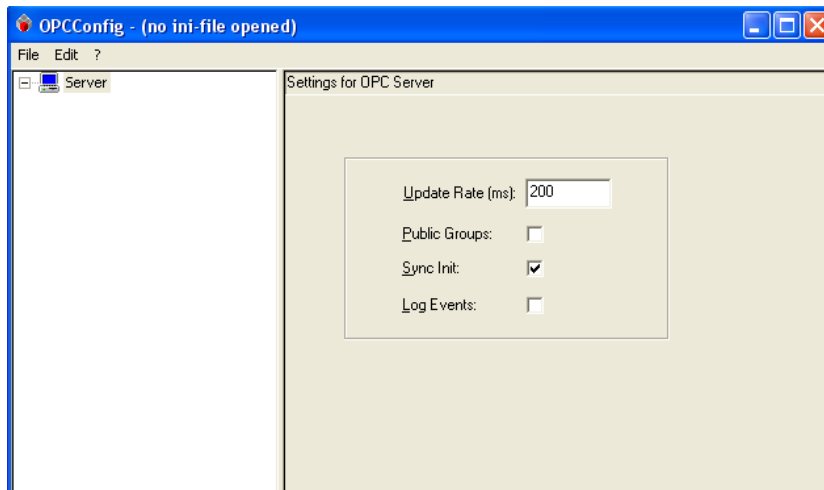 OPCConfig - (no ini-file opened)
File Edit ?
Server
Settings for OPC Server
Update Rate (ms): 200
Public Groups:
Sync Init:
Log Events: